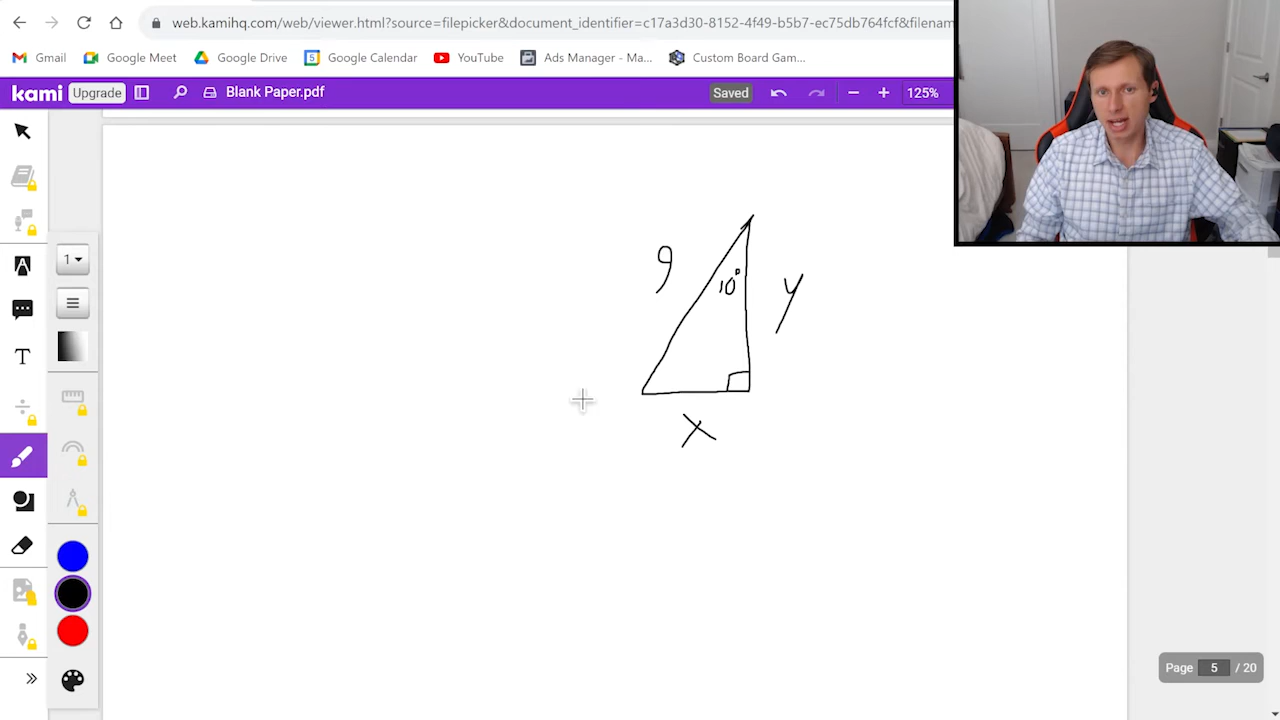 web.kamihq.com/web/viewer.html?source=filepicker&document_identifier=c17a3d30-8152-4f49-b5b7-ec75db764fcf&filenam
Gmail Google Meet Google Drive 5 Google Calendar YouTube Ads Manager - Ma... Custom Board Gam...
kami Upgrade Blank Paper.pdf Saved 125%
1
9
10°
y
x
A
T
Page 5 / 20